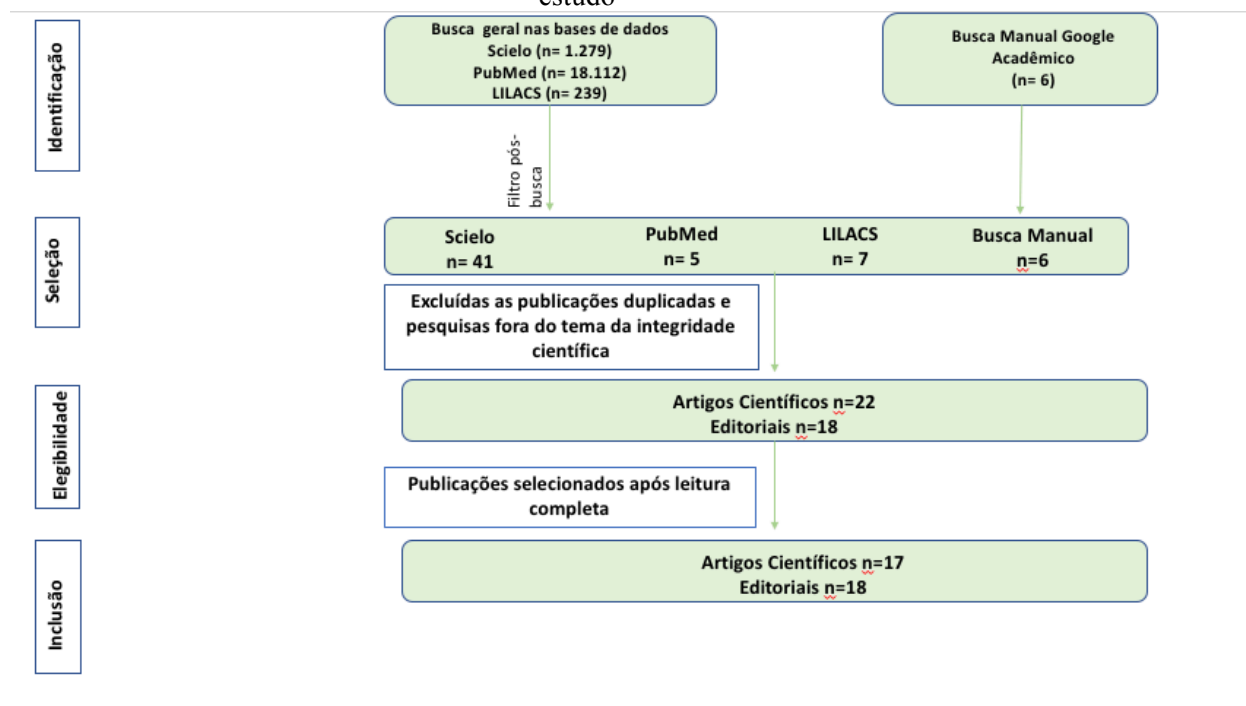 estudo
Identificação
Busca geral nas bases de dados
Scielo (n= 1.279)
PubMed (n= 18.112)
LILACS (n= 239)
Busca Manual Google
Acadêmico
(n= 6)
Filtro pós-
busca
Seleção
Scielo
n= 41
PubMed
n= 5
LILACS
n= 7
Busca Manual
n=6
Excluídas as publicações duplicadas e
pesquisas fora do tema da integridade
científica
Elegibilidade
Artigos Científicos n=22
Editoriais n=18
Publicações selecionados após leitura
completa
Inclusão
Artigos Científicos n=17
Editoriais n=18